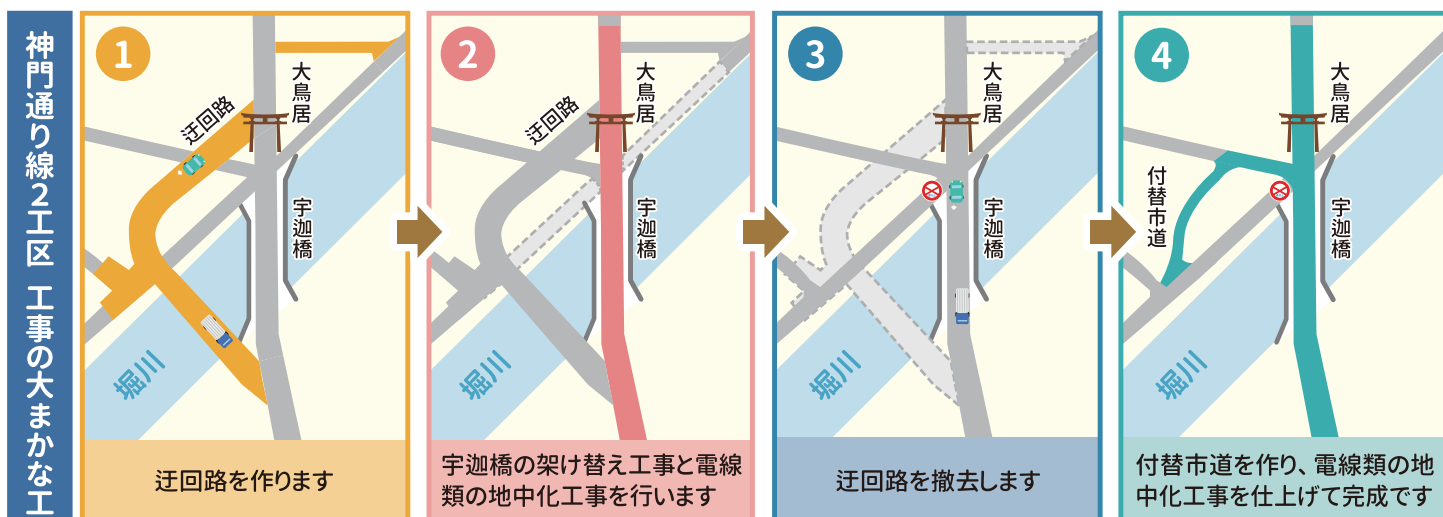 神門通り線2工区 工事の大まかな工
1
迂回路
大鳥居
宇迦橋
堀川
迂回路を作ります
2
迂回路
大鳥居
宇迦橋
堀川
宇迦橋の架け替え工事と電線
類の地中化工事を行います
3
大鳥居
宇迦橋
堀川
迂回路を撤去します
4
大鳥居
付替市道
宇迦橋
堀川
付替市道を作り、電線類の地
中化工事を仕上げて完成です